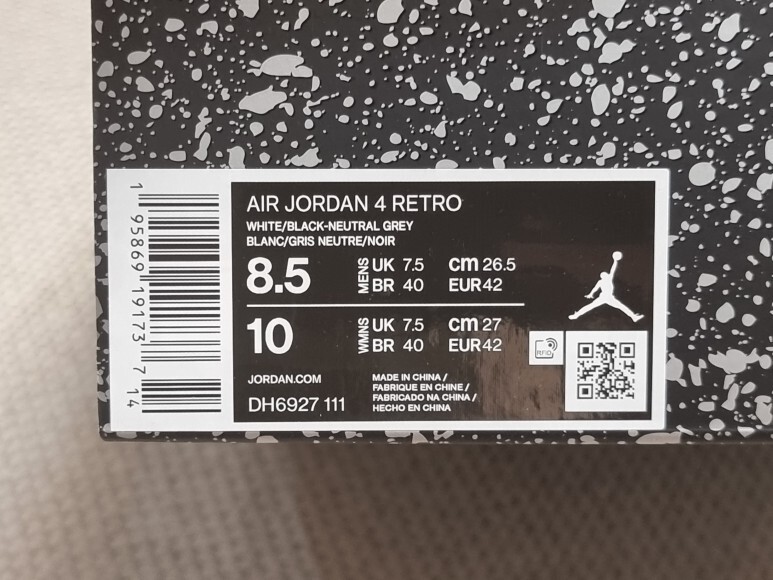 AIR JORDAN 4 RETRO
WHITE/BLACK-NEUTRAL GREY
BLANC/GRIS NEUTRE/NOIR
8.5 MENS UK 7.5 cm 26.5
BR 40 EUR 42
10 WMNS UK 7.5 cm 27
BR 40 EUR 42
RFID
JORDAN.COM
DH6927 111
MADE IN CHINA /
FABRIQUE EN CHINE /
FABRICADO NA CHINA /
HECHO EN CHINA
1 95869 19173 7 14